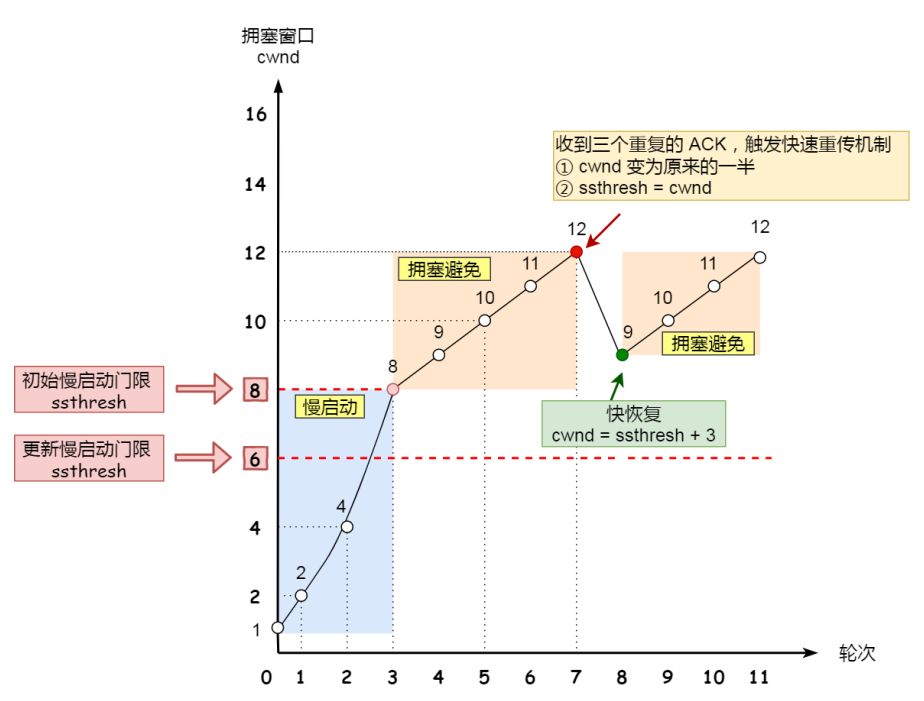 拥塞窗口
cwnd
16
14
12
10
8
6
4
2
1
收到三个重复的 ACK，触发快速重传机制
① cwnd 变为原来的一半
② ssthresh = cwnd
12
12
拥塞避免
11
10
9
8
9
10
11
拥塞避免
初始慢启动门限
ssthresh
慢启动
快恢复
cwnd = ssthresh + 3
更新慢启动门限
ssthresh
4
2
轮次
0 1 2 3 4 5 6 7 8 9 10 11